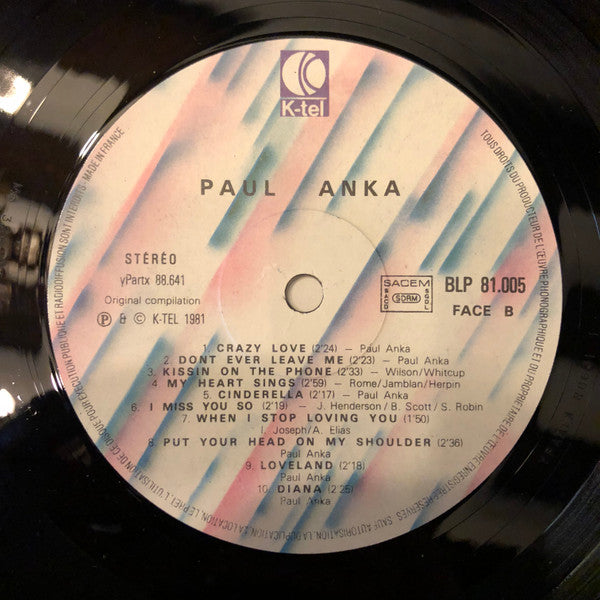 K-tel
PAUL ANKA
STÉRÉO
yPartx 88.641
Original compilation
Ⓟ & © K-TEL 1981
SACEM
SACD
SDRM
SGDL
BLP 81.005
FACE B
1. CRAZY LOVE (2'24) – Paul Anka
2. DONT EVER LEAVE ME (2'23) – Paul Anka
3. KISSIN ON THE PHONE (2'33) – Wilson/Whitcup
4. MY HEART SINGS (2'59) – Rome/Jamblan/Herpin
5. CINDERELLA (2'17) – Paul Anka
6. I MISS YOU SO (2'19) – J. Henderson/B. Scott/S. Robin
7. WHEN I STOP LOVING YOU (1'50)
I. Joseph/A. Elias
8. PUT YOUR HEAD ON MY SHOULDER (2'36)
Paul Anka
9. LOVELAND (2'18)
Paul Anka
10. DIANA (2'25)
Paul Anka
TOUS DROITS DU PRODUCTEUR DE L'ŒUVRE PHONOGRAPHIQUE ET DU PROPRIÉTAIRE DE L'ŒUVRE ENREGISTRÉE RÉSERVÉS. SAUF AUTORISATION, LA DUPLICATION, LA LOCATION, LE PRÊT, L'UTILISATION DE CE DISQUE POUR EXÉCUTION PUBLIQUE ET RADIODIFFUSION SONT INTERDITS - MADE IN FRANCE